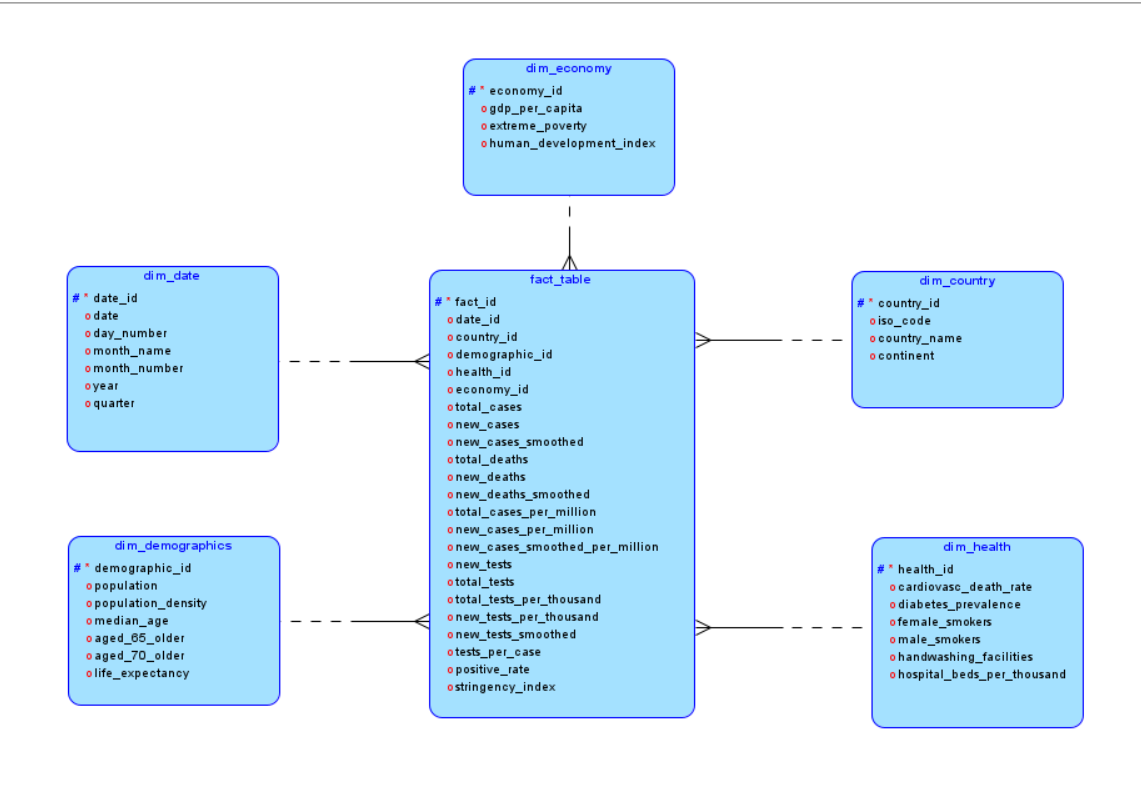 dim_economy
# * economy_id
o gdp_per_capita
o extreme_poverty
o human_development_index
dim_date
# * date_id
o date
o day_number
o month_name
o month_number
o year
o quarter
fact_table
# * fact_id
o date_id
o country_id
o demographic_id
o health_id
o economy_id
o total_cases
o new_cases
o new_cases_smoothed
o total_deaths
o new_deaths
o new_deaths_smoothed
o total_cases_per_million
o new_cases_per_million
o new_cases_smoothed_per_million
o new_tests
o total_tests
o total_tests_per_thousand
o new_tests_per_thousand
o new_tests_smoothed
o tests_per_case
o positive_rate
o stringency_index
dim_country
# * country_id
o iso_code
o country_name
o continent
dim_demographics
# * demographic_id
o population
o population_density
o median_age
o aged_65_older
o aged_70_older
o life_expectancy
dim_health
# * health_id
o cardiovasc_death_rate
o diabetes_prevalence
o female_smokers
o male_smokers
o handwashing_facilities
o hospital_beds_per_thousand